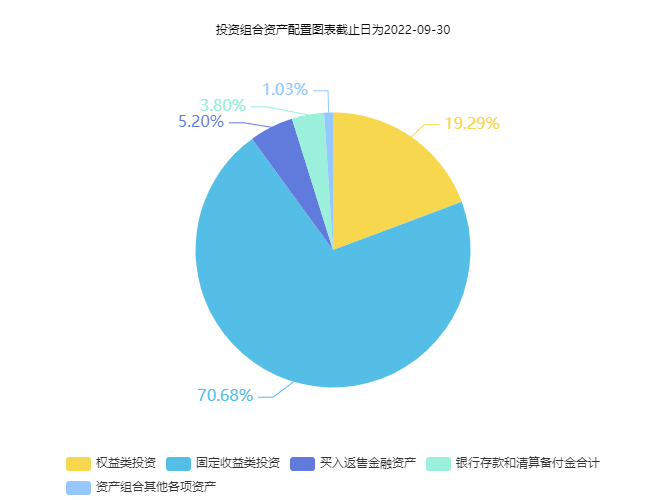 投资组合资产配置图表截止日为2022-09-30
1.03%
3.80%
5.20%
19.29%
70.68%
权益类投资 固定收益类投资 买入返售金融资产 银行存款和清算备付金合计
资产组合其他各项资产